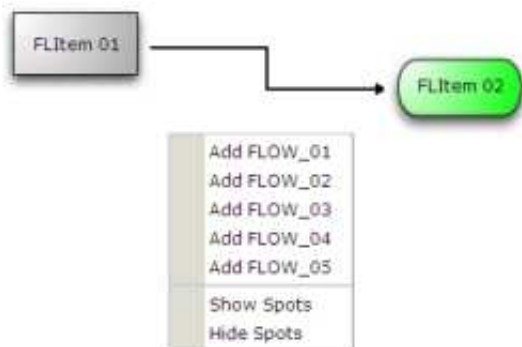 FLItem 01
FLItem 02
Add FLOW_01
Add FLOW_02
Add FLOW_03
Add FLOW_04
Add FLOW_05
Show Spots
Hide Spots